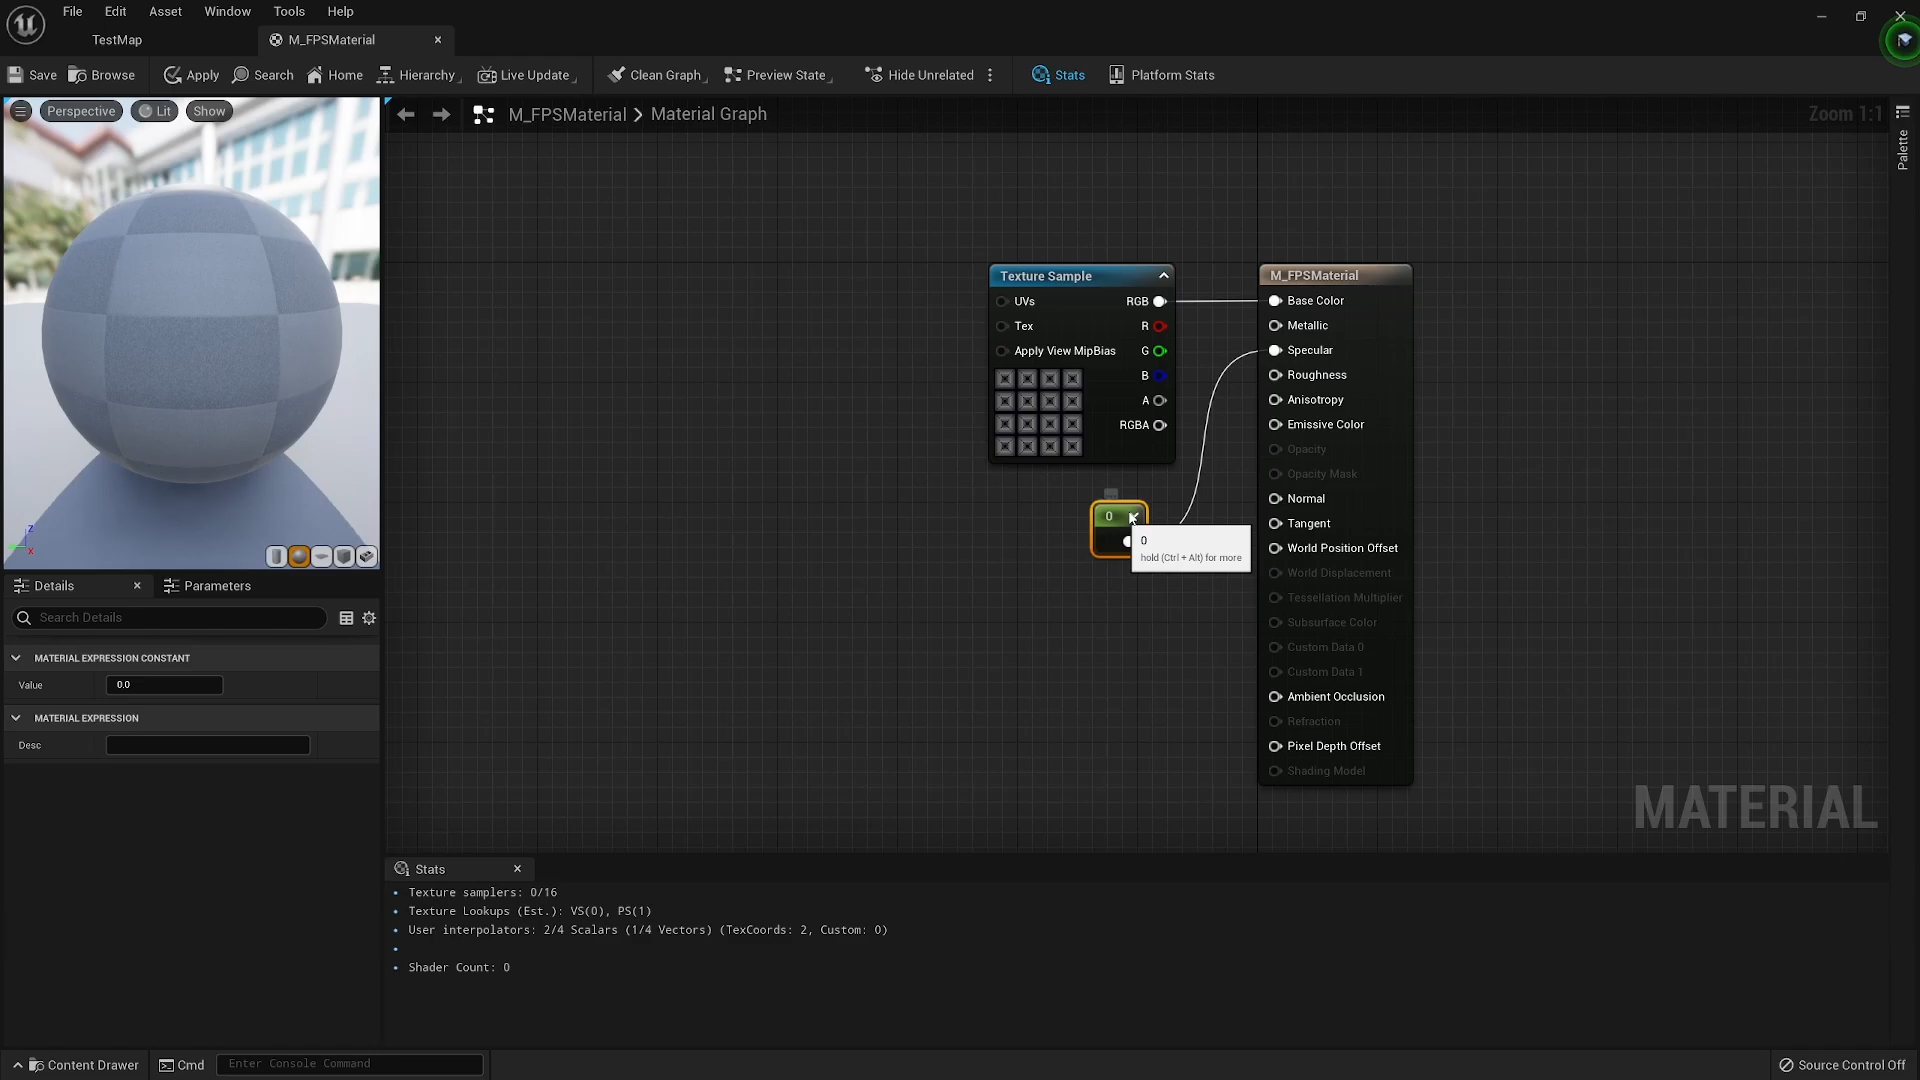 File Edit Asset Window Tools Help
TestMap M_FPSMaterial
Save Browse Apply Search Home Hierarchy Live Update Clean Graph Preview State Hide Unrelated Stats Platform Stats
Perspective Lit Show
M_FPSMaterial Material Graph Zoom 1:1
Palette
Texture Sample
UVs RGB
Tex R
Apply View MipBias G
B
A
RGBA
0
0
hold (Ctrl + Alt) for more
M_FPSMaterial
Base Color
Metallic
Specular
Roughness
Anisotropy
Emissive Color
Opacity
Opacity Mask
Normal
Tangent
World Position Offset
World Displacement
Tessellation Multiplier
Subsurface Color
Custom Data 0
Custom Data 1
Ambient Occlusion
Refraction
Pixel Depth Offset
Shading Model
MATERIAL
Z
X
Details Parameters
Search Details
MATERIAL EXPRESSION CONSTANT
Value 0.0
MATERIAL EXPRESSION
Desc
Stats
Texture samplers: 0/16
Texture Lookups (Est.): VS(0), PS(1)
User interpolators: 2/4 Scalars (1/4 Vectors) (TexCoords: 2, Custom: 0)
Shader Count: 0
Content Drawer Cmd Enter Console Command Source Control Off